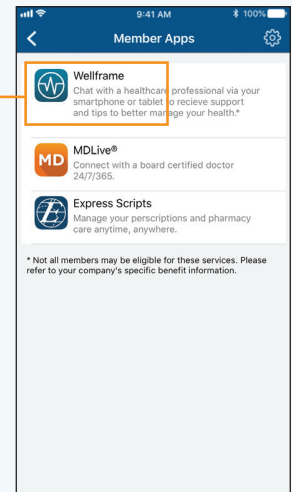 9:41 AM
100%
Member Apps
Wellframe
Chat with a healthcare professional via your
smartphone or tablet to recieve support
and tips to better manage your health.*
MD
MDLive®
Connect with a board certified doctor
24/7/365.
Express Scripts
Manage your perscriptions and pharmacy
care anytime, anywhere.
* Not all members may be eligible for these services. Please
refer to your company's specific benefit information.